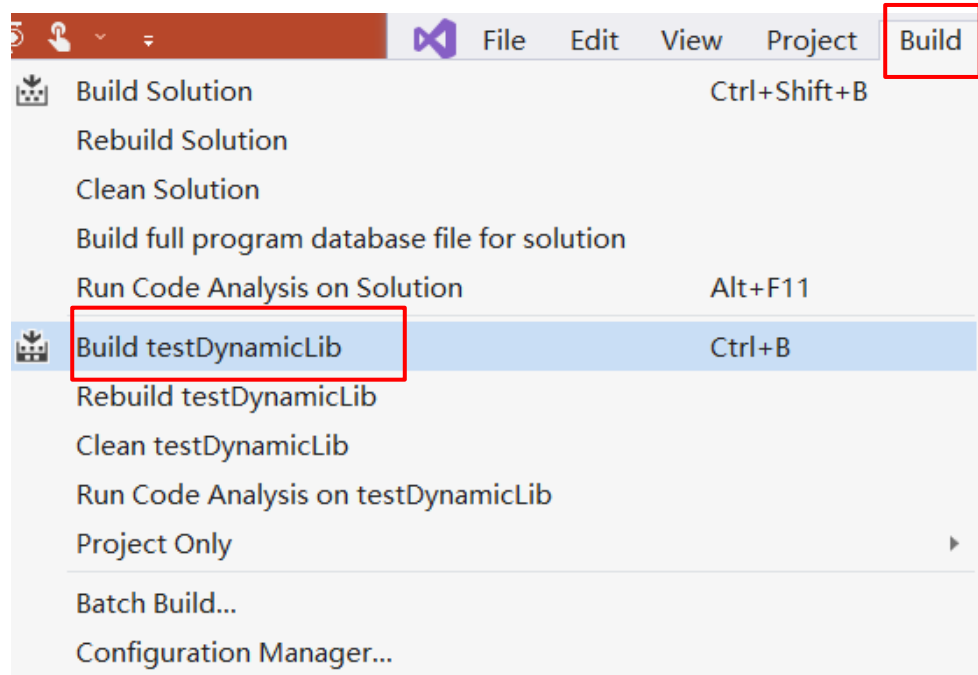 File Edit View Project Build
Build Solution Ctrl+Shift+B
Rebuild Solution
Clean Solution
Build full program database file for solution
Run Code Analysis on Solution Alt+F11
Build testDynamicLib Ctrl+B
Rebuild testDynamicLib
Clean testDynamicLib
Run Code Analysis on testDynamicLib
Project Only
Batch Build...
Configuration Manager...